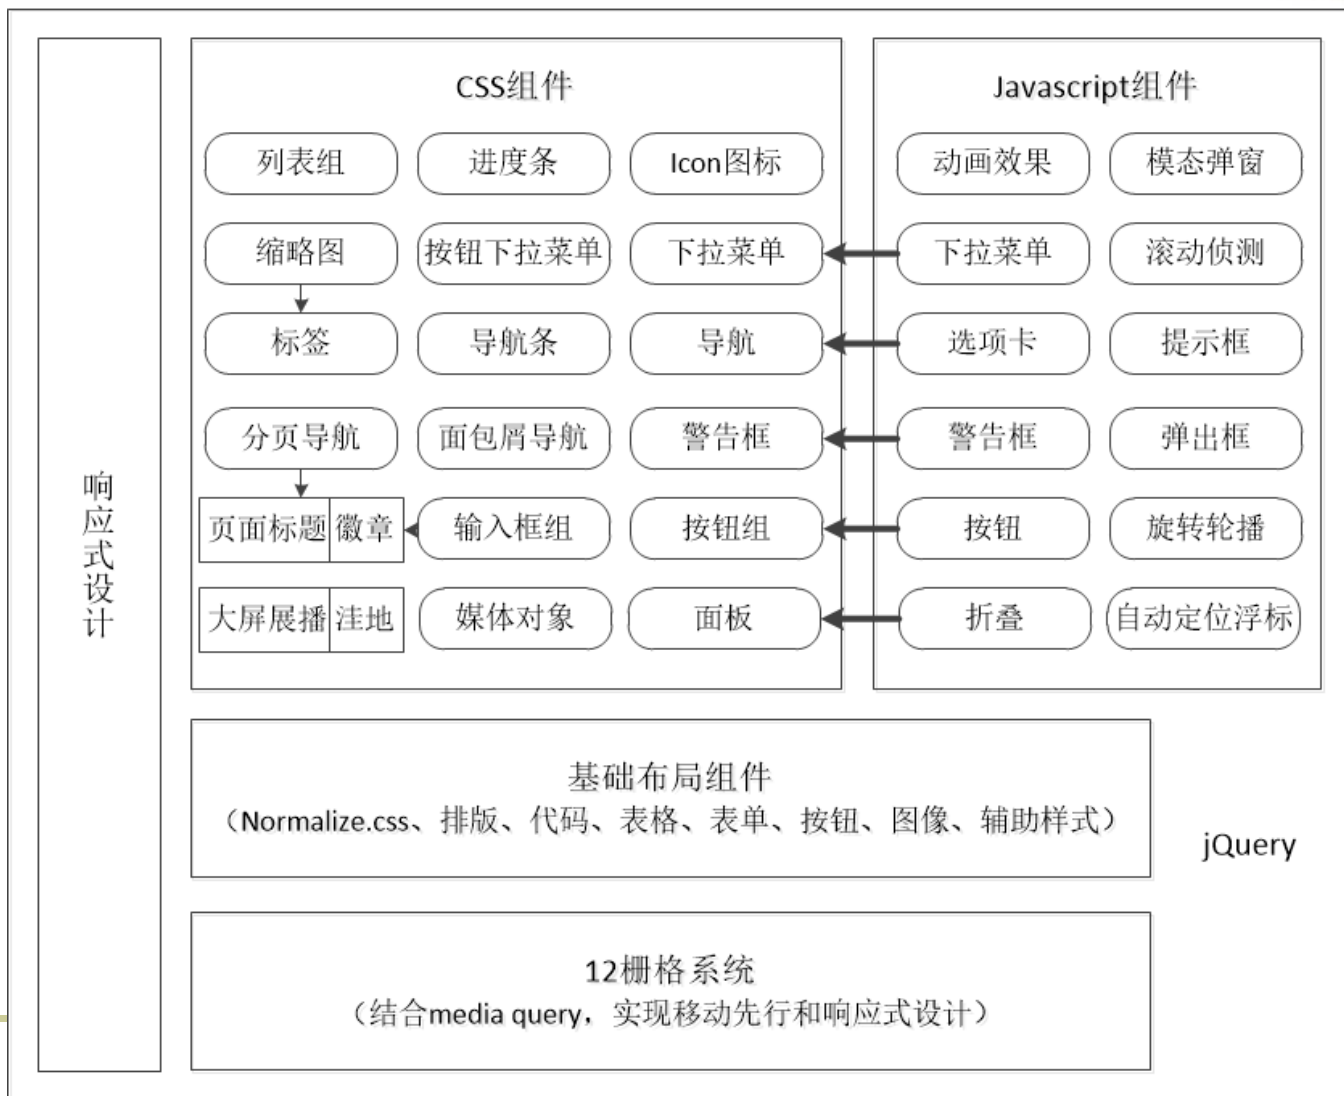 响应式设计
CSS组件
列表组
进度条
Icon图标
缩略图
按钮下拉菜单
下拉菜单
标签
导航条
导航
分页导航
面包屑导航
警告框
页面标题
徽章
输入框组
按钮组
大屏展播
洼地
媒体对象
面板
Javascript组件
动画效果
模态弹窗
下拉菜单
滚动侦测
选项卡
提示框
警告框
弹出框
按钮
旋转轮播
折叠
自动定位浮标
基础布局组件
（Normalize.css、排版、代码、表格、表单、按钮、图像、辅助样式）
jQuery
12栅格系统
（结合media query，实现移动先行和响应式设计）